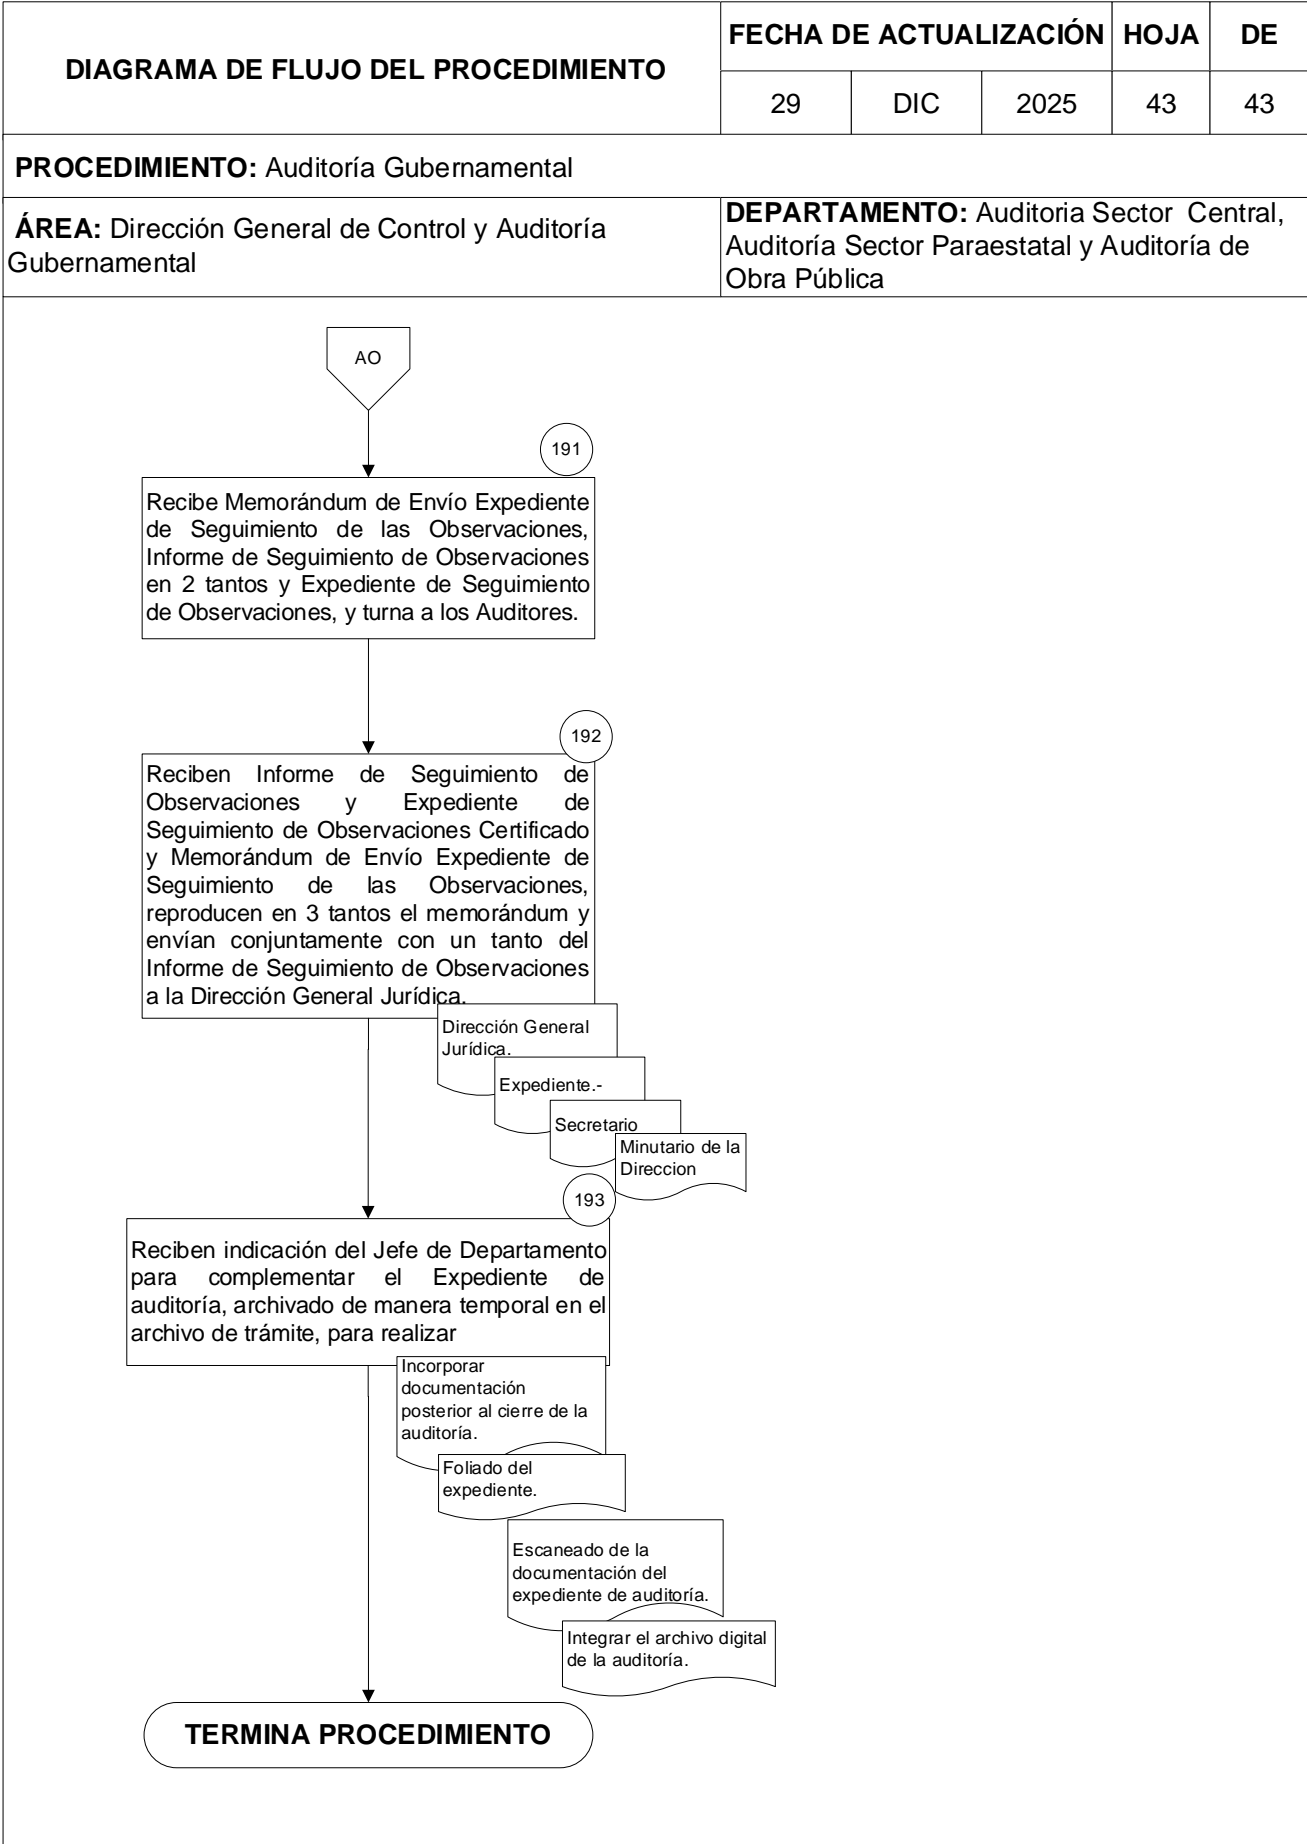 DIAGRAMA DE FLUJO DEL PROCEDIMIENTO
FECHA DE ACTUALIZACIÓN
HOJA
DE
29
DIC
2025
43
43
PROCEDIMIENTO: Auditoría Gubernamental
ÁREA: Dirección General de Control y Auditoría
Gubernamental
DEPARTAMENTO: Auditoria Sector Central,
Auditoría Sector Paraestatal y Auditoría de
Obra Pública
AO
191
Recibe Memorándum de Envío Expediente
de Seguimiento de las Observaciones,
Informe de Seguimiento de Observaciones
en 2 tantos y Expediente de Seguimiento
de Observaciones, y turna a los Auditores.
192
Reciben Informe de Seguimiento de
Observaciones y Expediente de
Seguimiento de Observaciones Certificado
y Memorándum de Envío Expediente de
Seguimiento de las Observaciones,
reproducen en 3 tantos el memorándum y
envían conjuntamente con un tanto del
Informe de Seguimiento de Observaciones
a la Dirección General Jurídica.
Dirección General
Jurídica.
Expediente.-
Secretario
Minutario de la
Direccion
193
Reciben indicación del Jefe de Departamento
para complementar el Expediente de
auditoría, archivado de manera temporal en el
archivo de trámite, para realizar
Incorporar
documentación
posterior al cierre de la
auditoría.
Foliado del
expediente.
Escaneado de la
documentación del
expediente de auditoría.
Integrar el archivo digital
de la auditoría.
TERMINA PROCEDIMIENTO